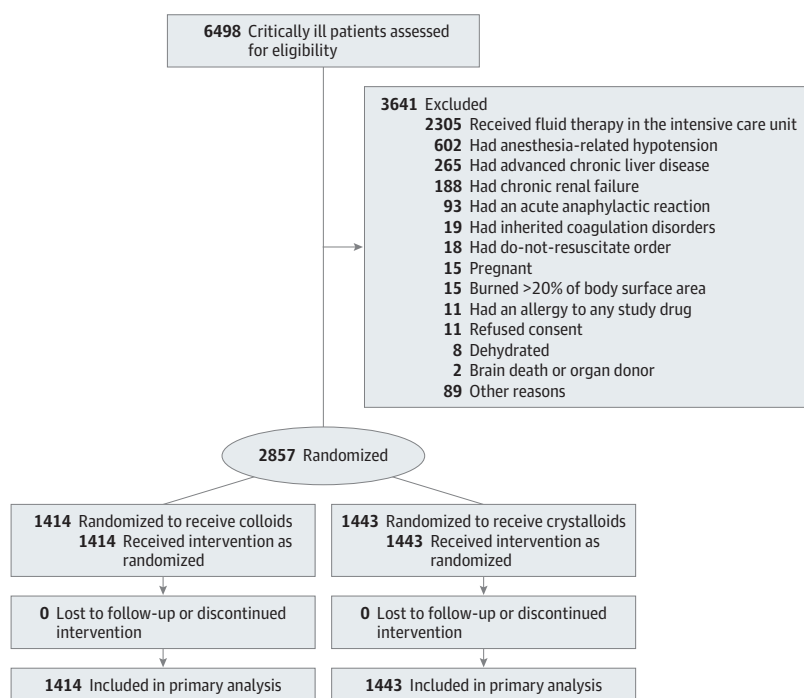 6498 Critically ill patients assessed
for eligibility
3641 Excluded
2305 Received fluid therapy in the intensive care unit
602 Had anesthesia-related hypotension
265 Had advanced chronic liver disease
188 Had chronic renal failure
93 Had an acute anaphylactic reaction
19 Had inherited coagulation disorders
18 Had do-not-resuscitate order
15 Pregnant
15 Burned >20% of body surface area
11 Had an allergy to any study drug
11 Refused consent
8 Dehydrated
2 Brain death or organ donor
89 Other reasons
2857 Randomized
1414 Randomized to receive colloids
1414 Received intervention as
randomized
1443 Randomized to receive crystalloids
1443 Received intervention as
randomized
0 Lost to follow-up or discontinued
intervention
0 Lost to follow-up or discontinued
intervention
1414 Included in primary analysis
1443 Included in primary analysis